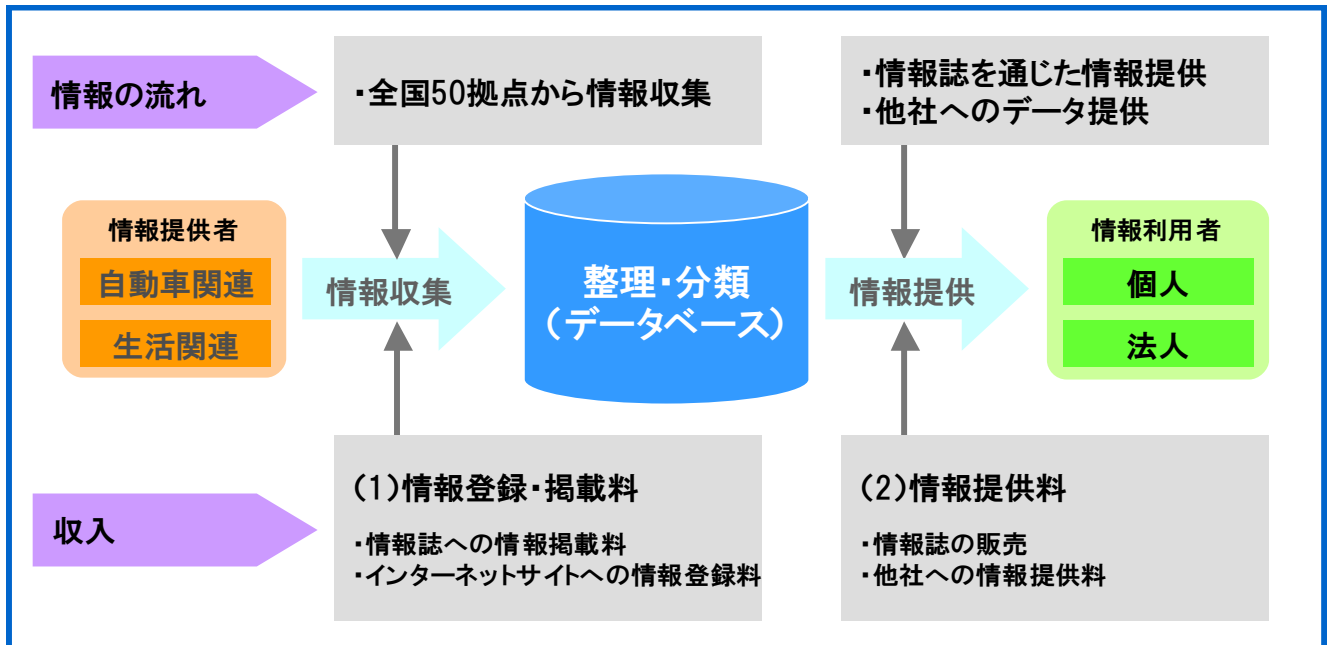 情報の流れ
・全国50拠点から情報収集
・情報誌を通じた情報提供
・他社へのデータ提供
情報提供者
自動車関連
生活関連
情報収集
整理・分類
（データベース）
情報提供
情報利用者
個人
法人
収入
（1）情報登録・掲載料
・情報誌への情報掲載料
・インターネットサイトへの情報登録料
（2）情報提供料
・情報誌の販売
・他社への情報提供料